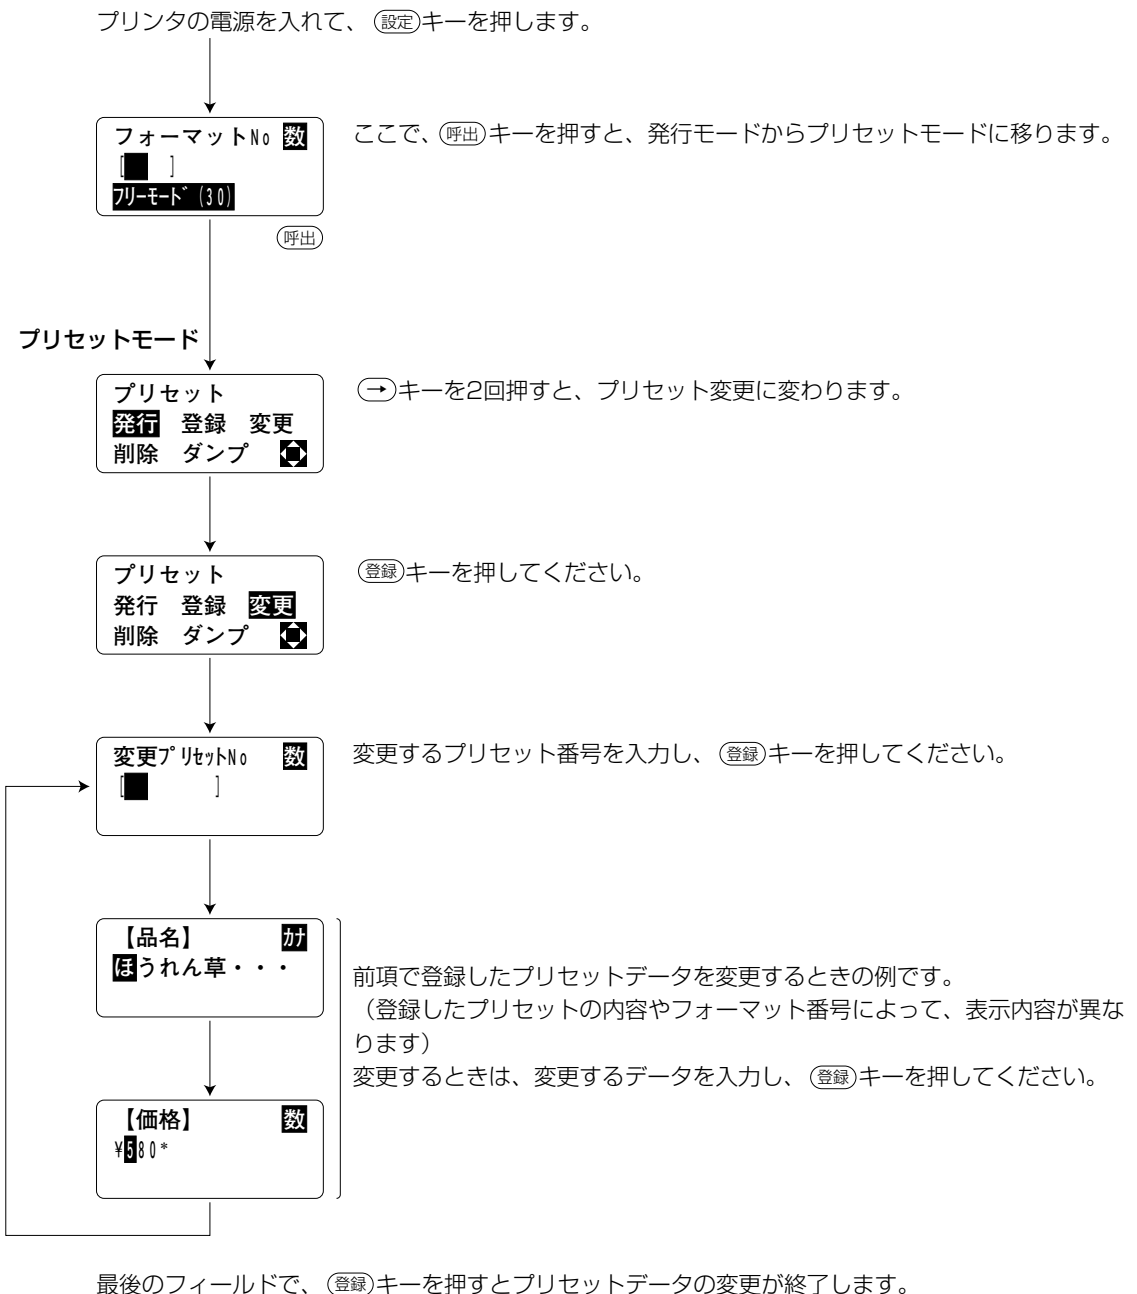 プリンタの電源を入れて、(設定)キーを押します。
フォーマットNo 数
[ ]
フリーモード(30)
ここで、(呼出)キーを押すと、発行モードからプリセットモードに移ります。
(呼出)
プリセットモード
プリセット
発行 登録 変更
削除 ダンプ
(→)キーを2回押すと、プリセット変更に変わります。
プリセット
発行 登録 変更
削除 ダンプ
(登録)キーを押してください。
変更プリセットNo 数
[ ]
変更するプリセット番号を入力し、(登録)キーを押してください。
【品名】 カナ
ほうれん草・・・
前項で登録したプリセットデータを変更するときの例です。
(登録したプリセットの内容やフォーマット番号によって、表示内容が異な
ります)
変更するときは、変更するデータを入力し、(登録)キーを押してください。
【価格】 数
¥580*
最後のフィールドで、(登録)キーを押すとプリセットデータの変更が終了します。